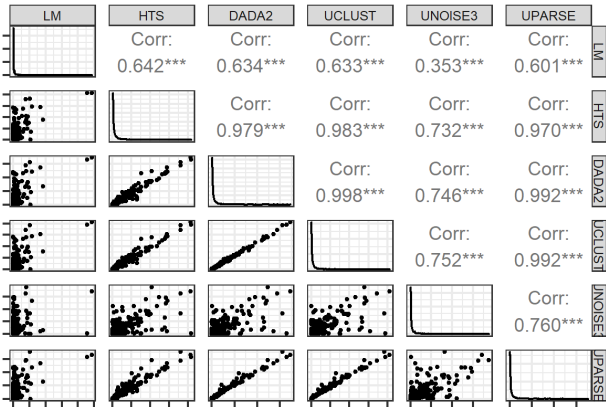 LM HTS DADA2 UCLUST UNOISE3 UPARSE
Corr: Corr: Corr: Corr: Corr:
0.642*** 0.634*** 0.633*** 0.353*** 0.601***
LM
Corr: Corr: Corr: Corr:
0.979*** 0.983*** 0.732*** 0.970***
HTS
Corr: Corr: Corr:
0.998*** 0.746*** 0.992***
DADA2
Corr: Corr:
0.752*** 0.992***
UCLUST
Corr:
0.760***
UNOISE3
UPARSE